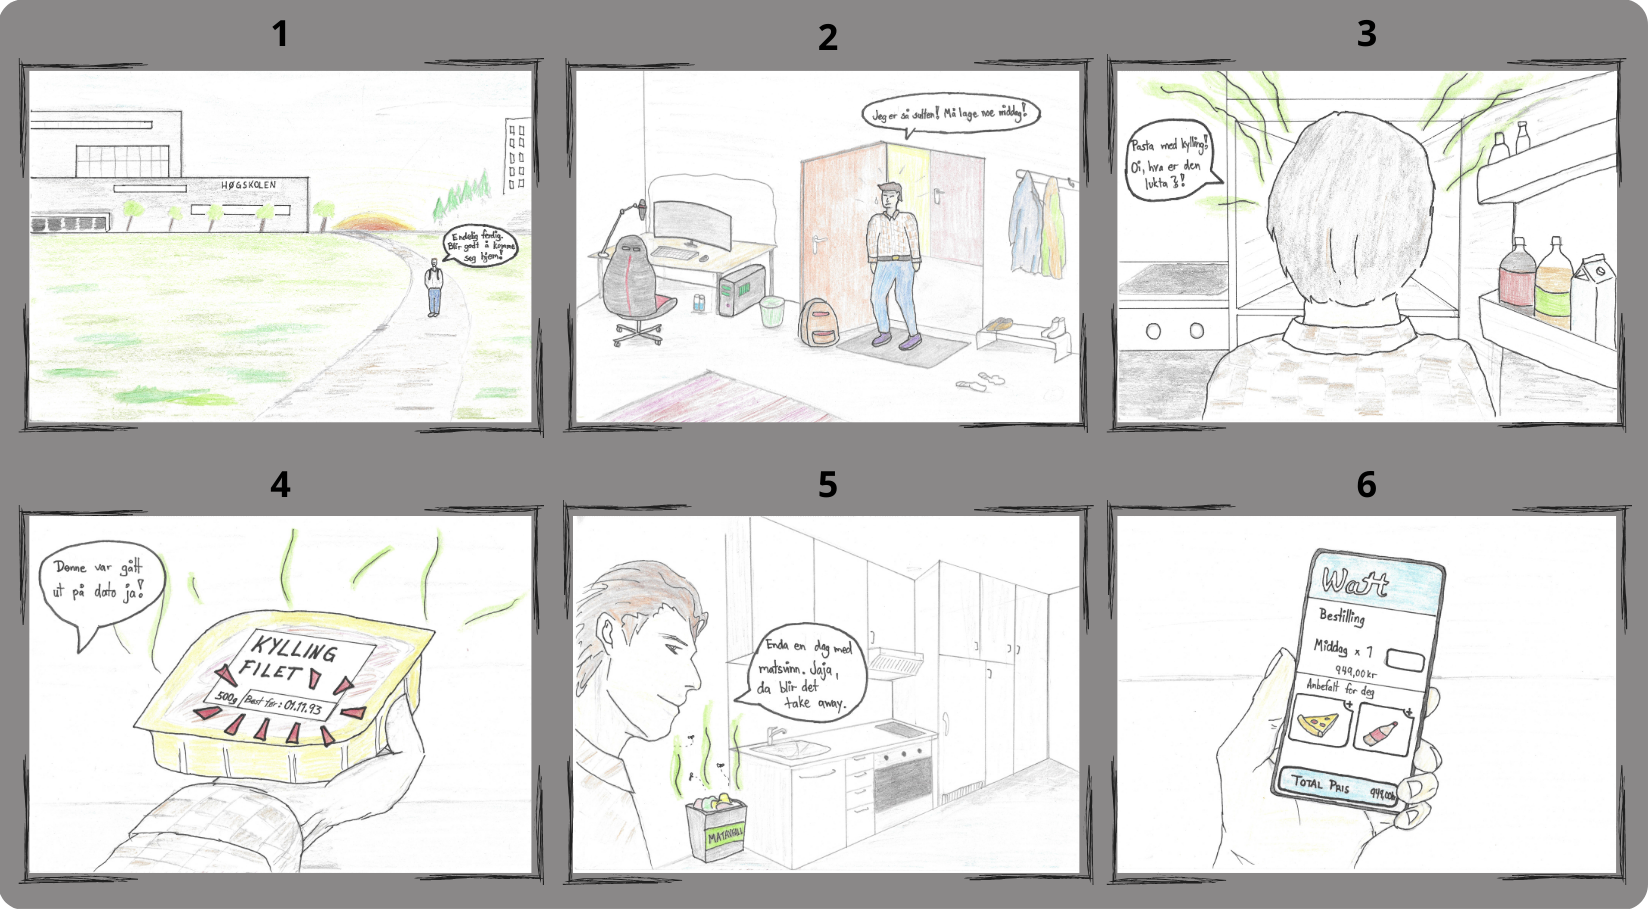 1
2
3
HØGSKOLEN
Endelig ferdig.
Blir godt å komme
seg hjem!
Jeg er så sulten! Må lage noe middag!
Pasta med kylling!
Oi, hva er den
lukta ?!
4
5
6
Denne var gått
ut på dato ja!
KYLLING
FILET
500g
Best før: 01.11.93
Enda en dag med
matsvinn. Jaja,
da blir det
take away.
MATAVFALL
Watt
Bestilling
Middag x 1
949,00kr
Anbefalt for deg
TOTAL PRIS 949,00kr